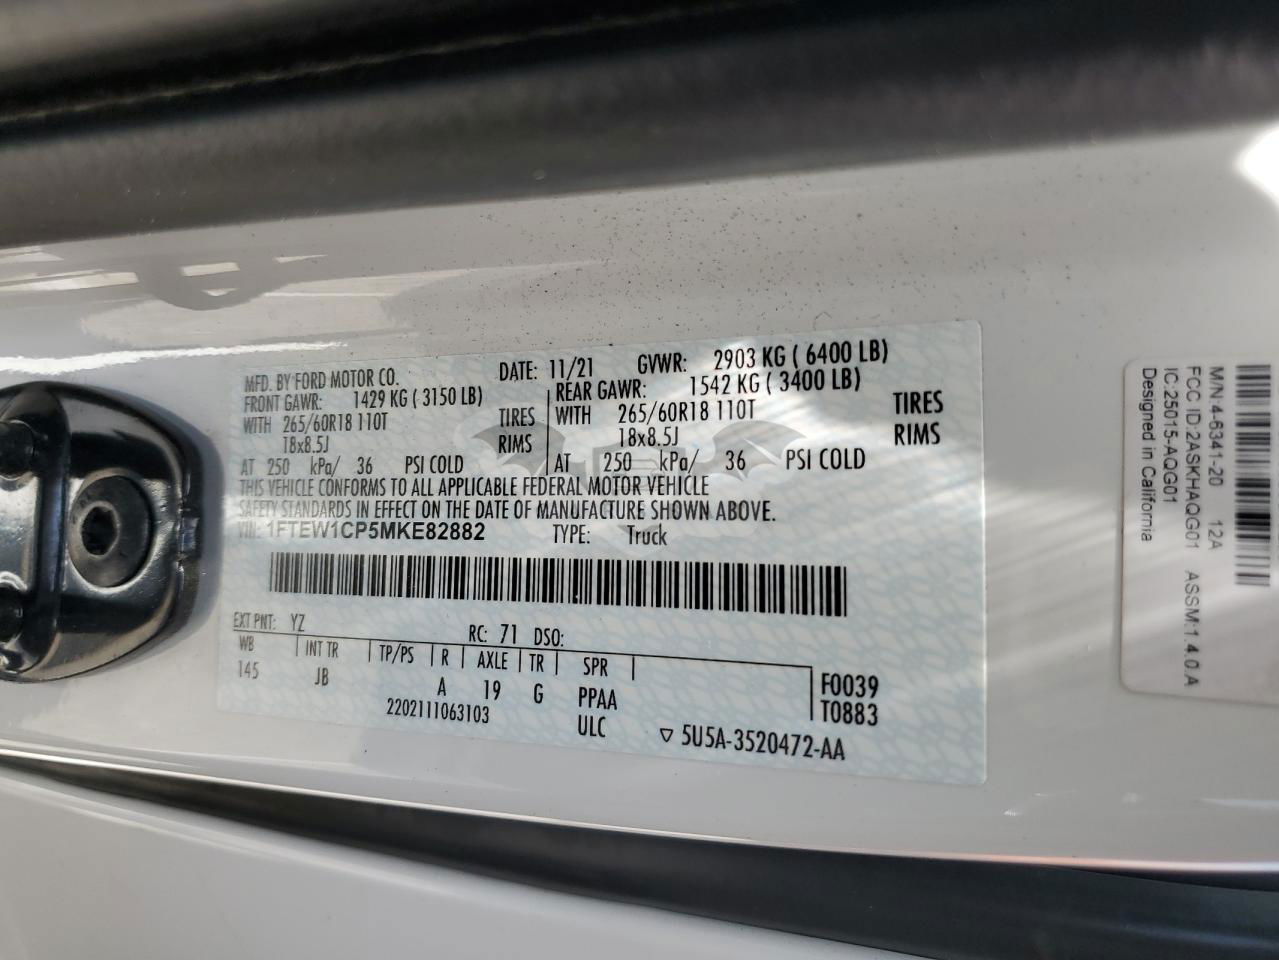 MFD. BY FORD MOTOR CO. DATE: 11/21 GVWR: 2903 KG ( 6400 LB)
FRONT GAWR: 1429 KG ( 3150 LB) REAR GAWR: 1542 KG ( 3400 LB)
WITH 265/60R18 110T TIRES WITH 265/60R18 110T TIRES
18x8.5J RIMS 18x8.5J RIMS
AT 250 kPa/ 36 PSI COLD AT 250 kPa/ 36 PSI COLD
THIS VEHICLE CONFORMS TO ALL APPLICABLE FEDERAL MOTOR VEHICLE
SAFETY STANDARDS IN EFFECT ON THE DATE OF MANUFACTURE SHOWN ABOVE.
VIN: 1FTEW1CP5MKE82882 TYPE: Truck
EXT PNT: YZ RC: 71 DSO:
WB INT TR TP/PS R AXLE TR SPR
145 JB A 19 G PPAA F0039
2202111063103 ULC T0883
5U5A-3520472-AA
M/N:4-6341-20 12A
FCC ID:2ASKHAQG01 ASSM:1.4.0.A
IC:25015-AQG01
Designed in California